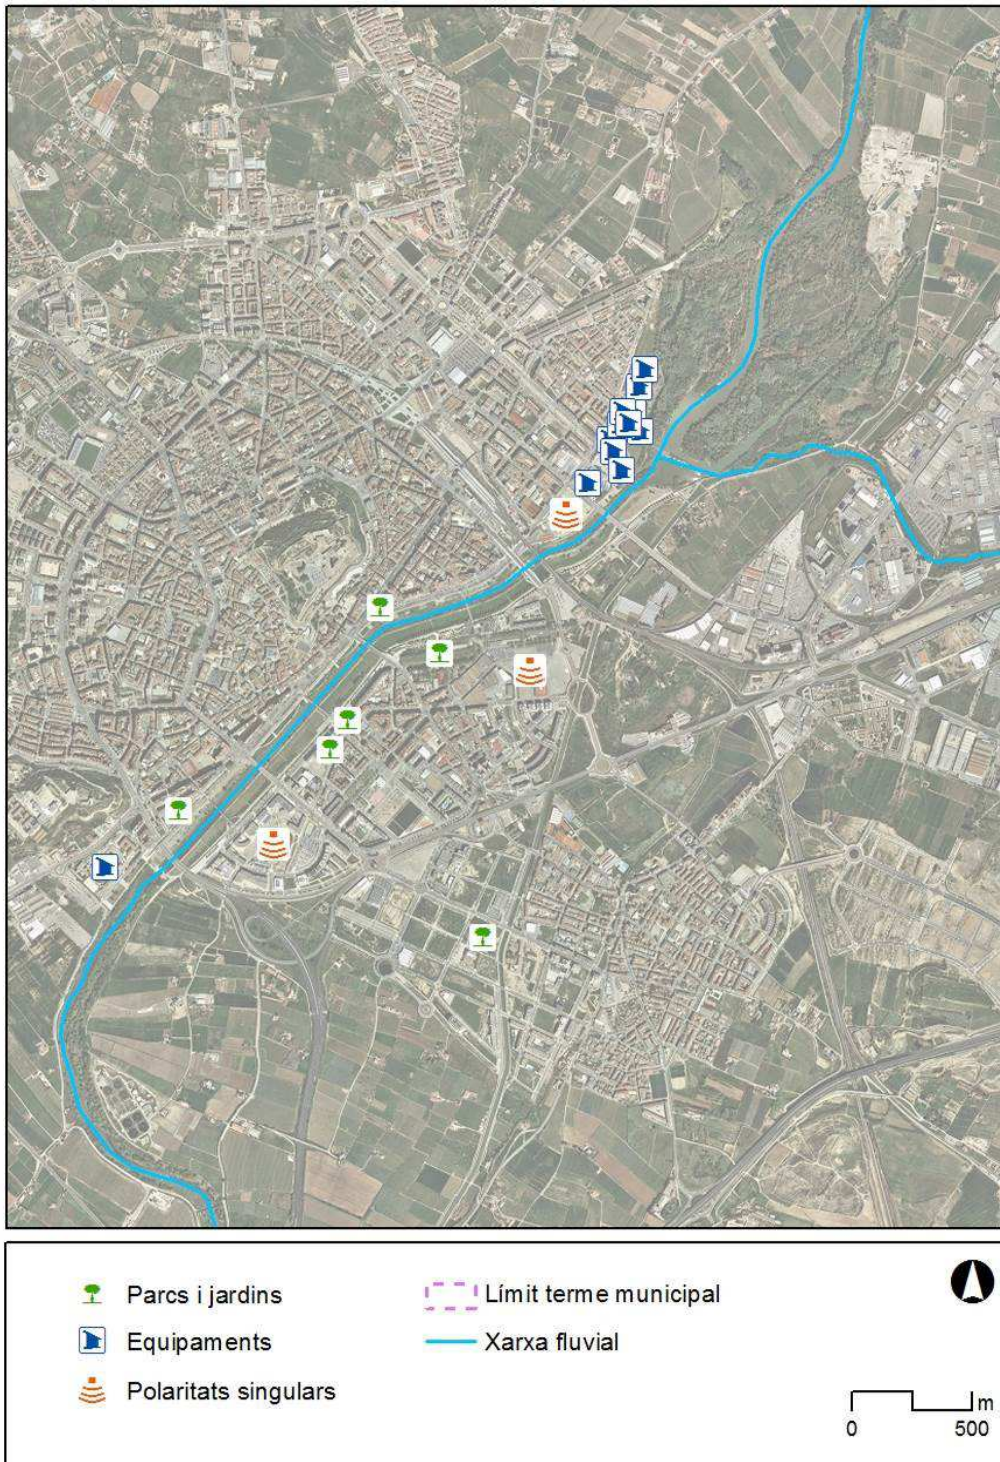 Parcs i jardins
Equipaments
Polaritats singulars
Límit terme municipal
Xarxa fluvial
m
0 500